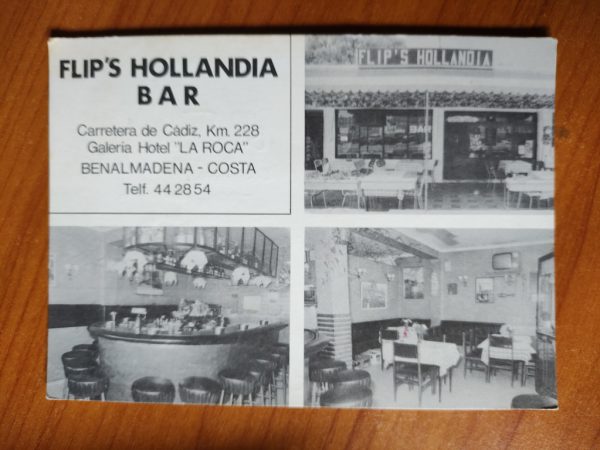 FLIP'S HOLLANDIA
BAR
Carretera de Cádiz, Km. 228
Galeria Hotel "LA ROCA"
BENALMADENA - COSTA
Telf. 44 28 54
FLIP'S HOLLANDIA